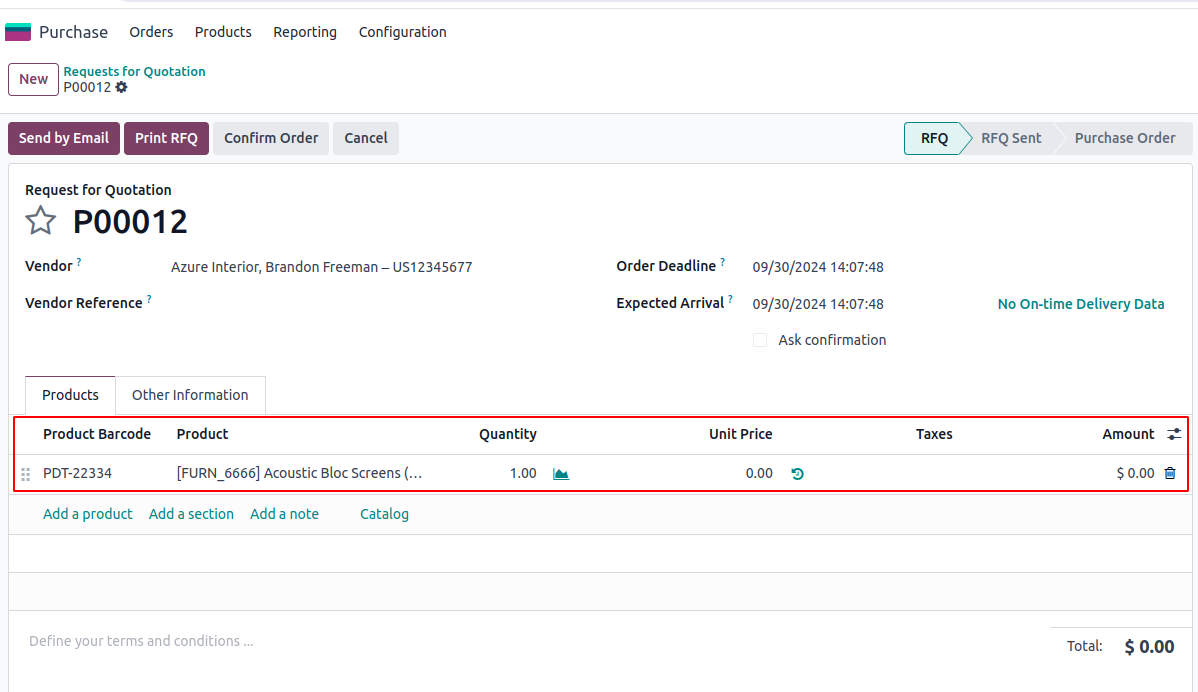 Purchase Orders Products Reporting Configuration
New Requests for Quotation
P00012
Send by Email Print RFQ Confirm Order Cancel RFQ RFQ Sent Purchase Order
Request for Quotation
P00012
Vendor ? Azure Interior, Brandon Freeman – US12345677 Order Deadline ? 09/30/2024 14:07:48
Vendor Reference ? Expected Arrival ? 09/30/2024 14:07:48 No On-time Delivery Data
Ask confirmation
Products Other Information
Product Barcode Product Quantity Unit Price Taxes Amount
PDT-22334 [FURN_6666] Acoustic Bloc Screens (... 1.00 0.00 $ 0.00
Add a product Add a section Add a note Catalog
Define your terms and conditions ... Total: $ 0.00